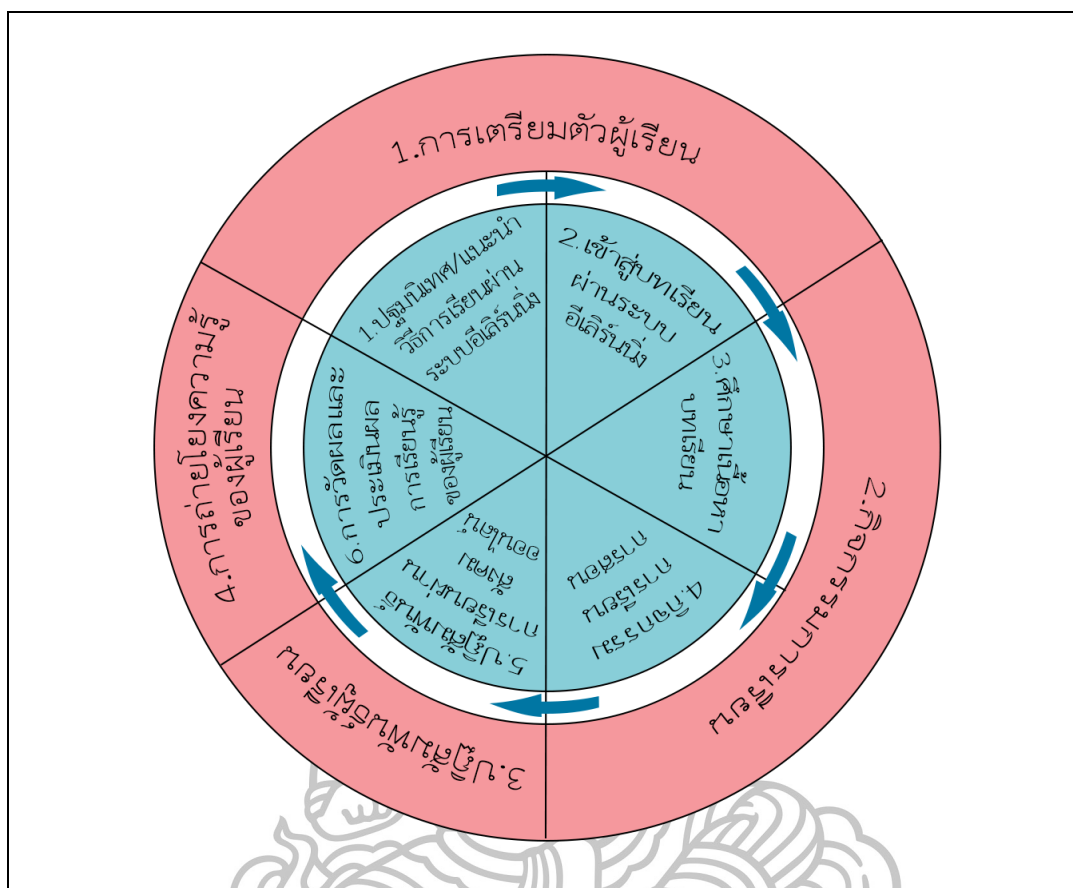 1.การเตรียมตัวผู้เรียน
2.กิจกรรมการเรียน
3.ปฏิสัมพันธ์ผู้เรียน
4.การถ่ายโยงความรู้
ของผู้เรียน
1.ปฐมนิเทศ/แนะนำ
วิธีการเรียนผ่าน
ระบบอีเลิร์นนิ่ง
2.เข้าสู่บทเรียน
ผ่านระบบ
อีเลิร์นนิ่ง
3.ศึกษาเนื้อหา
บทเรียน
4.กิจกรรม
การเรียน
การสอน
5.ปฏิสัมพันธ์
การเรียนผ่าน
สังคม
ออนไลน์
6.การวัดผลและ
ประเมินผล
การเรียนรู้
ของผู้เรียน